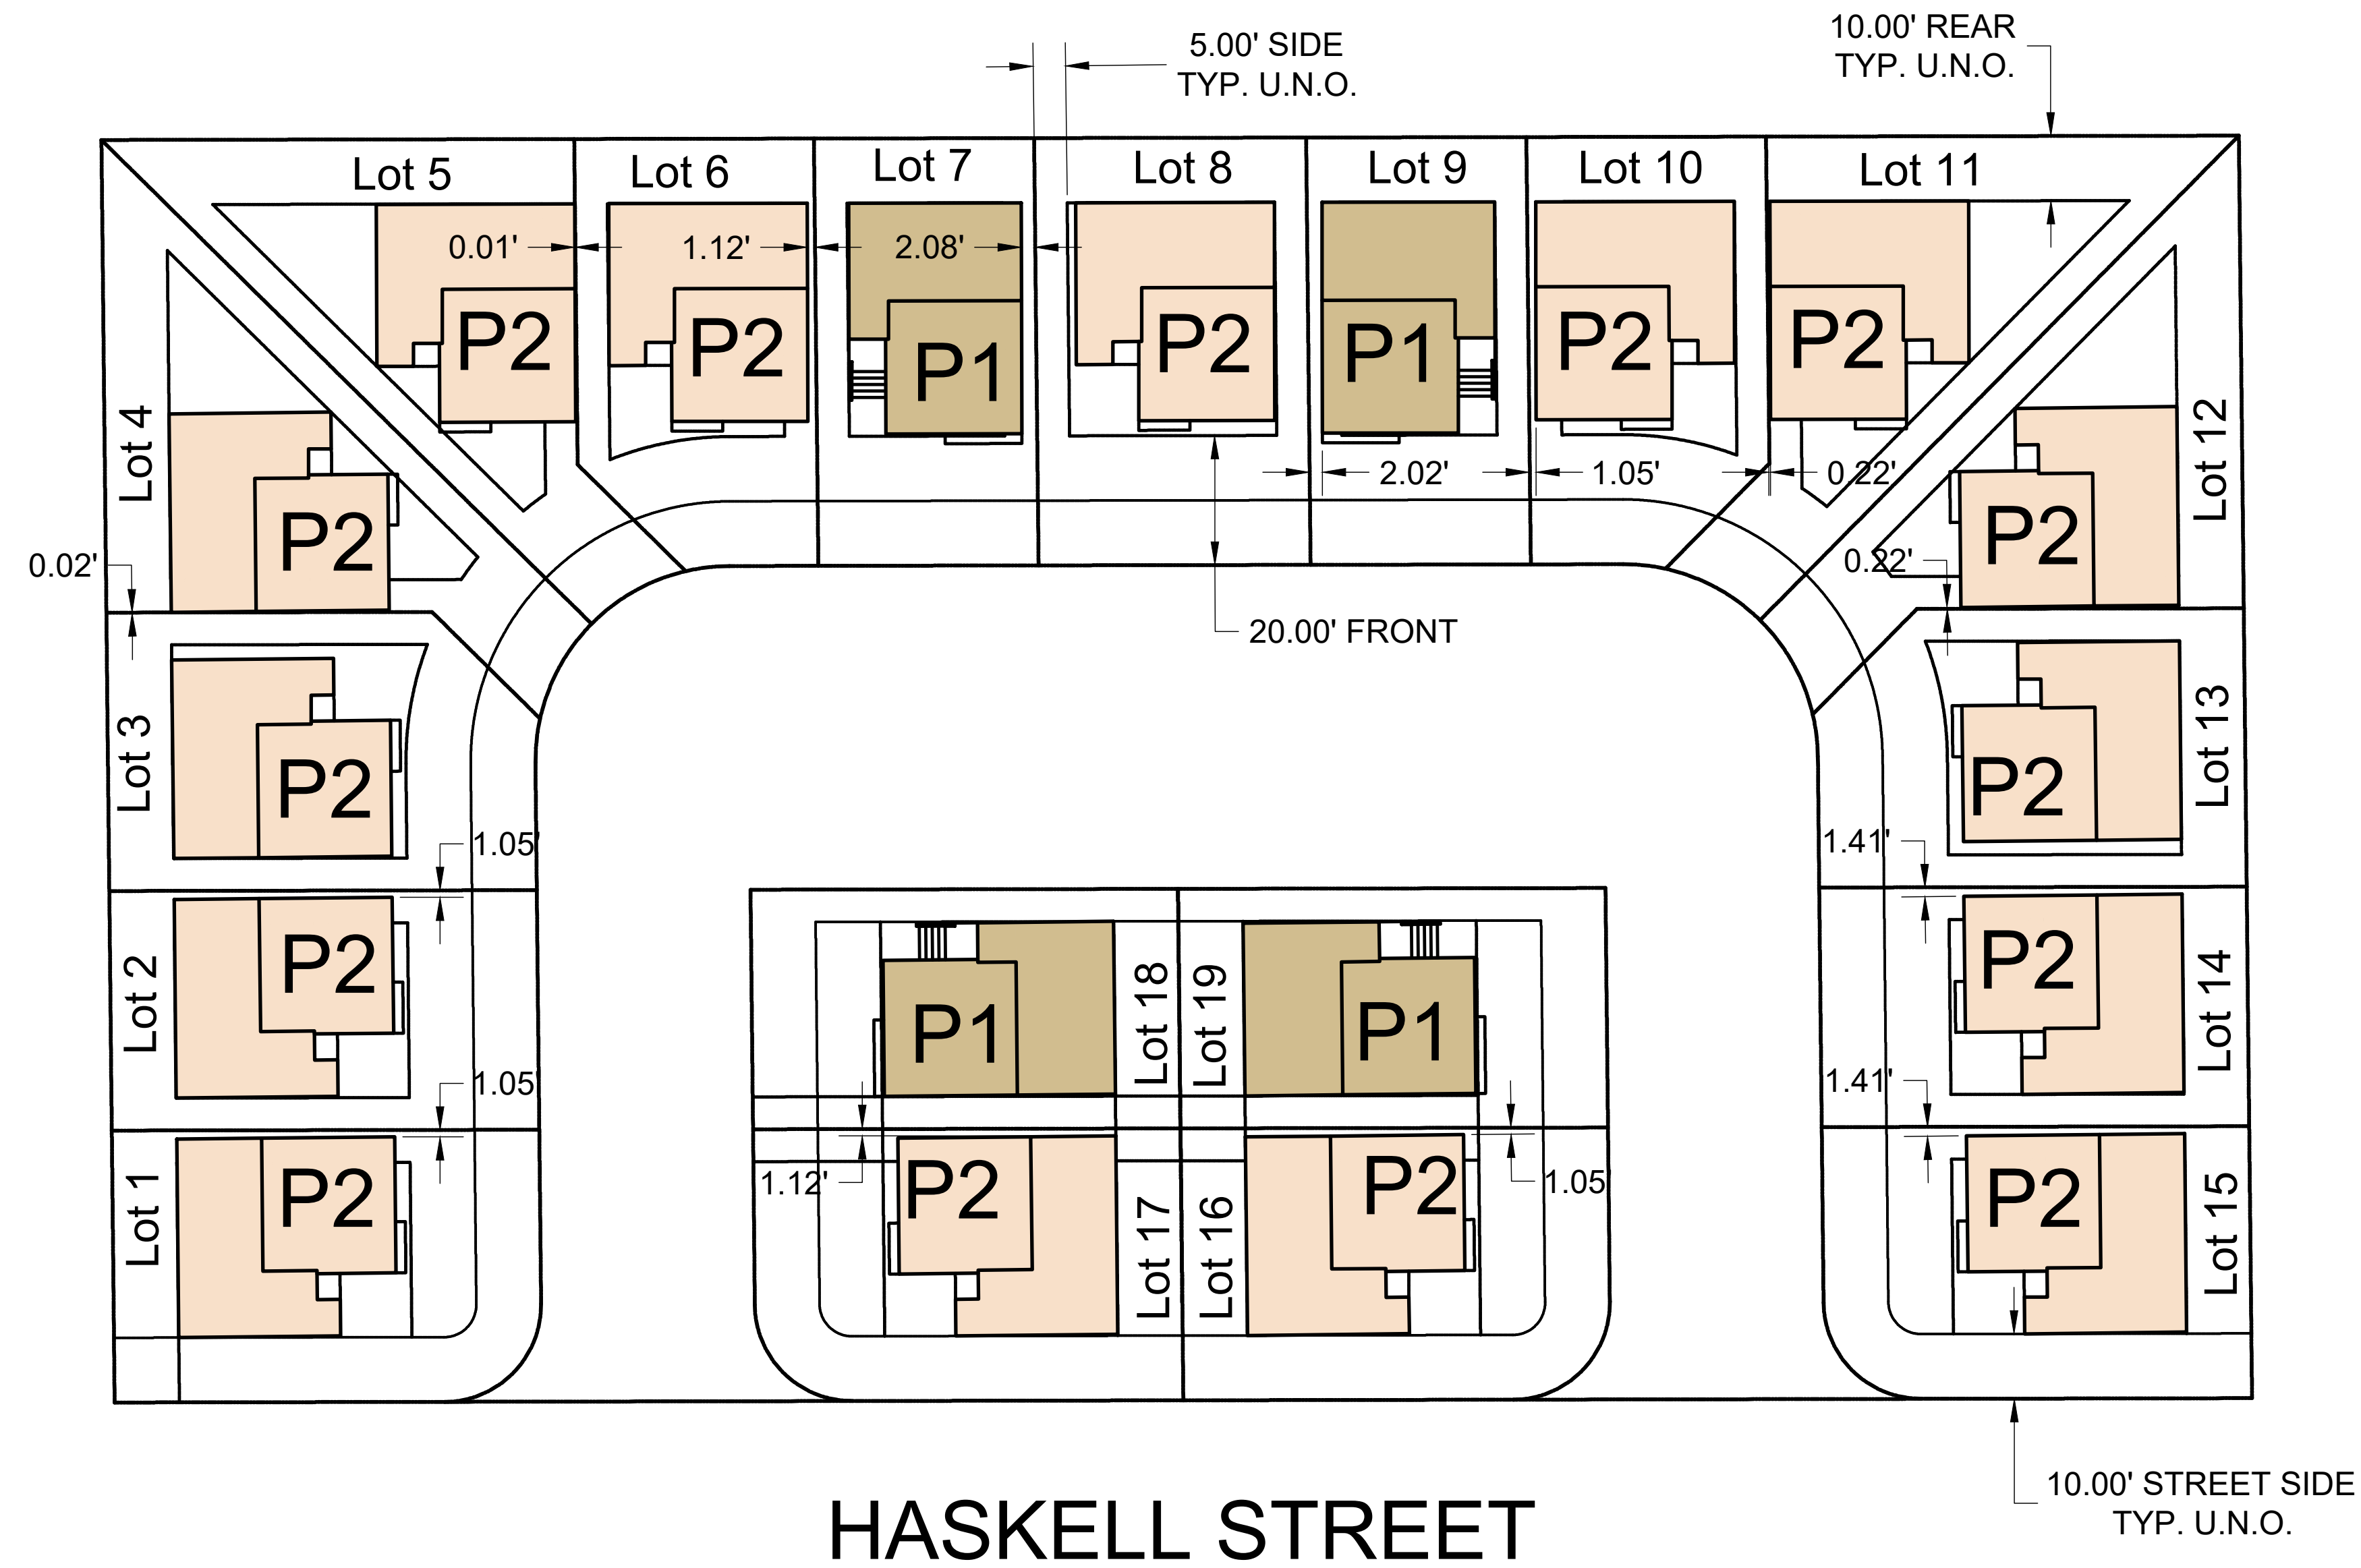 5.00' SIDE
TYP. U.N.O.
10.00' REAR
TYP. U.N.O.
Lot 5
Lot 6
Lot 7
Lot 8
Lot 9
Lot 10
Lot 11
0.01'
1.12'
2.08'
P2
P2
P1
P2
P1
P2
P2
2.02'
1.05'
0.22'
Lot 4
P2
0.02'
Lot 12
P2
0.22'
20.00' FRONT
Lot 3
P2
Lot 13
P2
1.05'
1.41'
Lot 2
P2
P1
Lot 18
Lot 19
P1
P2
Lot 14
1.05'
1.41'
Lot 1
P2
1.12'
P2
Lot 17
Lot 16
P2
1.05
P2
Lot 15
10.00' STREET SIDE
TYP. U.N.O.
HASKELL STREET